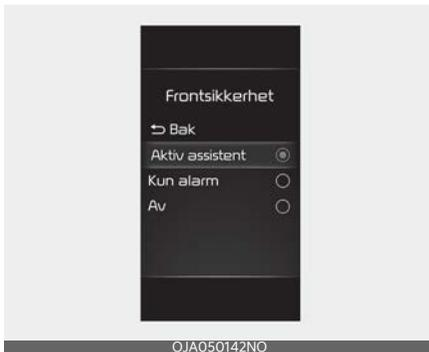 Frontsikkerhet
Bak
Aktiv assistent
Kun alarm
Av
OJA050142NO